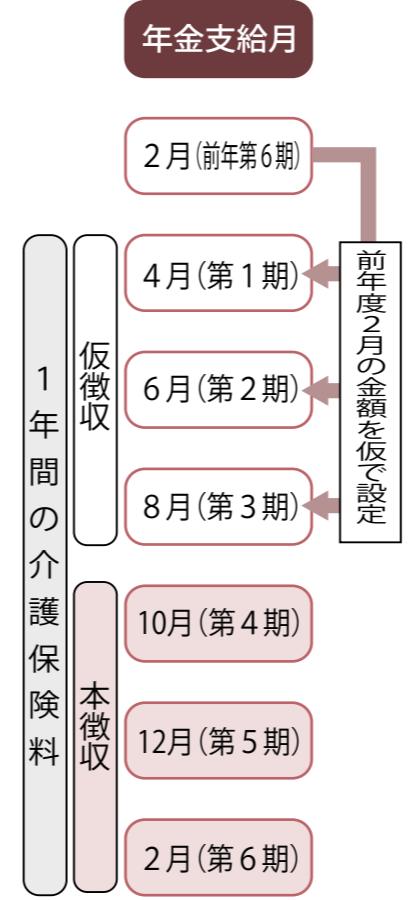 年金支給月
2月(前年第6期)
前年度2月の金額を仮で設定
1年間の介護保険料
仮徴収
4月(第1期)
6月(第2期)
8月(第3期)
本徴収
10月(第4期)
12月(第5期)
2月(第6期)